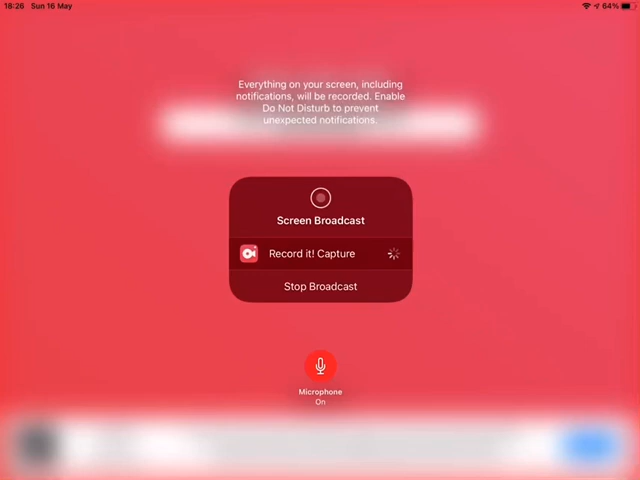 18:26 Sun 16 May 64%
Everything on your screen, including
notifications, will be recorded. Enable
Do Not Disturb to prevent
unexpected notifications.
Screen Broadcast
Record it! Capture
Stop Broadcast
Microphone
On